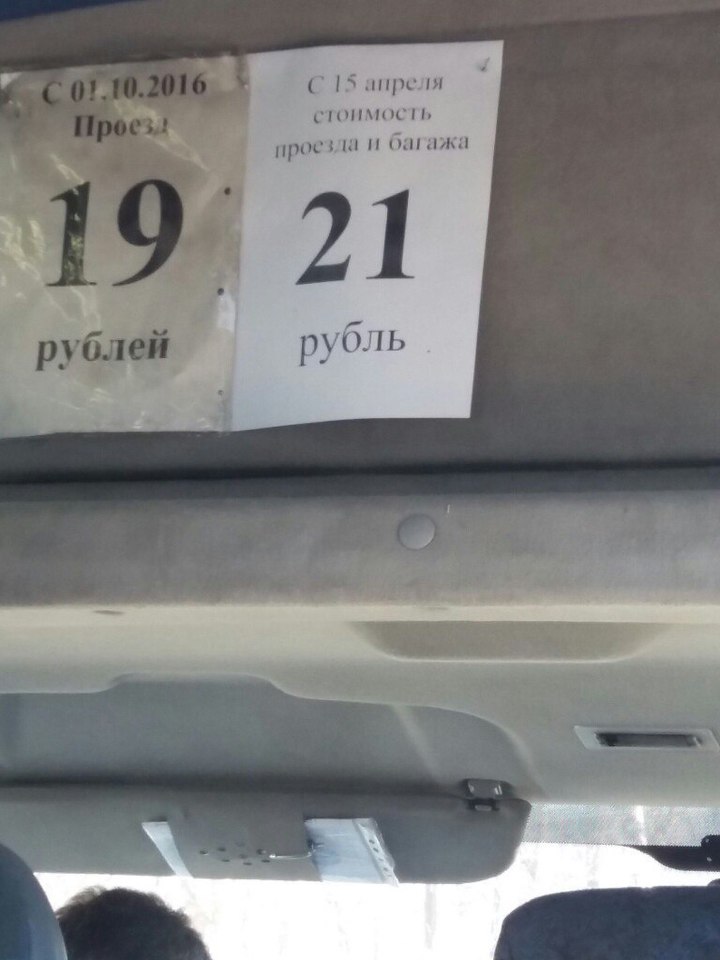 С 01.10.2016
Проезд
19
рублей
С 15 апреля
стоимость
проезда и багажа
21
рубль